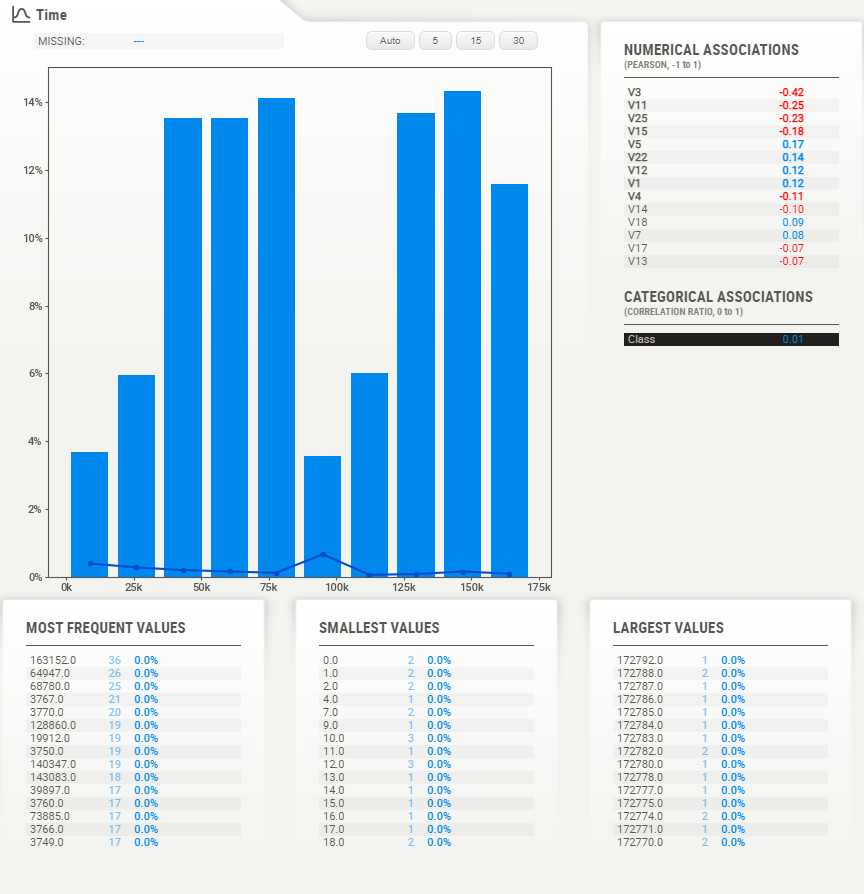 Time
MISSING: ---
Auto 5 15 30
14%
12%
10%
8%
6%
4%
2%
0%
0k 25k 50k 75k 100k 125k 150k 175k
NUMERICAL ASSOCIATIONS
(PEARSON, -1 to 1)
V3 -0.42
V11 -0.25
V25 -0.23
V15 -0.18
V5 0.17
V22 0.14
V12 0.12
V1 0.12
V4 -0.11
V14 -0.10
V18 0.09
V7 0.08
V17 -0.07
V13 -0.07
CATEGORICAL ASSOCIATIONS
(CORRELATION RATIO, 0 to 1)
Class 0.01
MOST FREQUENT VALUES
163152.0 36 0.0%
64947.0 26 0.0%
68780.0 25 0.0%
3767.0 21 0.0%
3770.0 20 0.0%
128860.0 19 0.0%
19912.0 19 0.0%
3750.0 19 0.0%
140347.0 19 0.0%
143083.0 18 0.0%
39897.0 17 0.0%
3760.0 17 0.0%
73885.0 17 0.0%
3766.0 17 0.0%
3749.0 17 0.0%
SMALLEST VALUES
0.0 2 0.0%
1.0 2 0.0%
2.0 2 0.0%
4.0 1 0.0%
7.0 2 0.0%
9.0 1 0.0%
10.0 3 0.0%
11.0 1 0.0%
12.0 3 0.0%
13.0 1 0.0%
14.0 1 0.0%
15.0 1 0.0%
16.0 1 0.0%
17.0 1 0.0%
18.0 2 0.0%
LARGEST VALUES
172792.0 1 0.0%
172788.0 2 0.0%
172787.0 1 0.0%
172786.0 1 0.0%
172785.0 1 0.0%
172784.0 1 0.0%
172783.0 1 0.0%
172782.0 2 0.0%
172780.0 1 0.0%
172778.0 1 0.0%
172777.0 1 0.0%
172775.0 1 0.0%
172774.0 2 0.0%
172771.0 1 0.0%
172770.0 2 0.0%